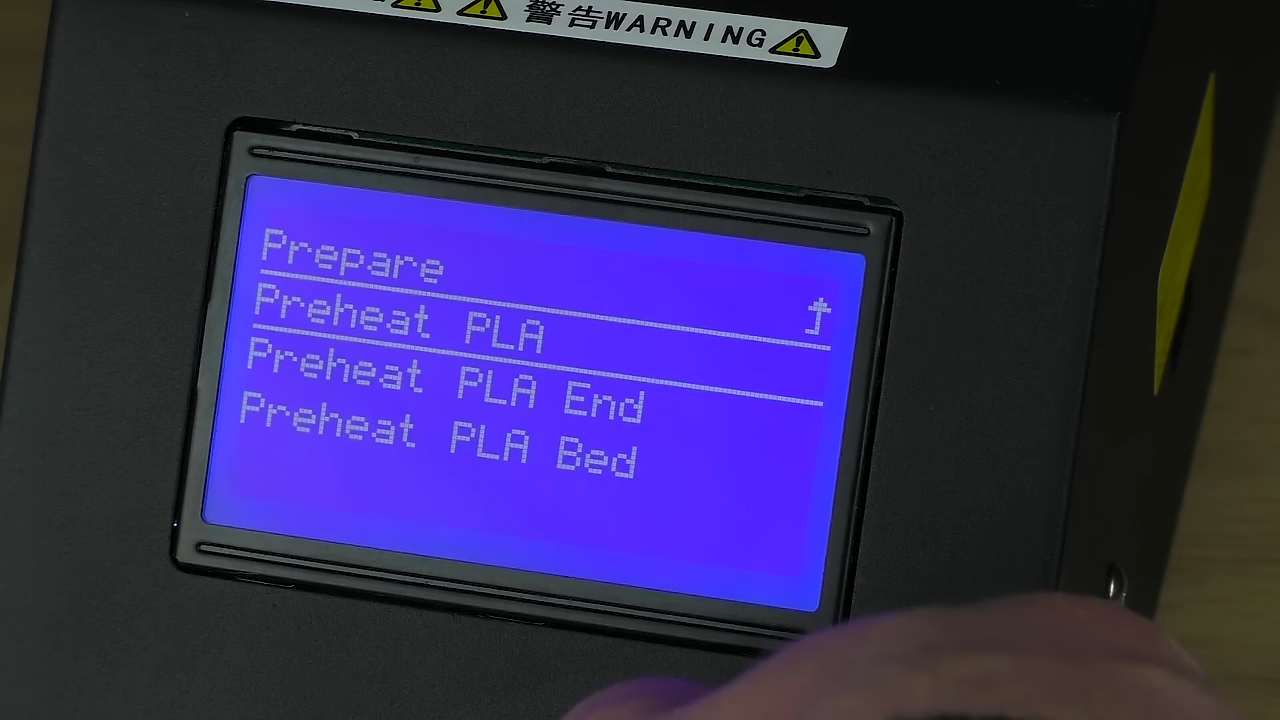 警告WARNING
Prepare
Preheat PLA
Preheat PLA End
Preheat PLA Bed